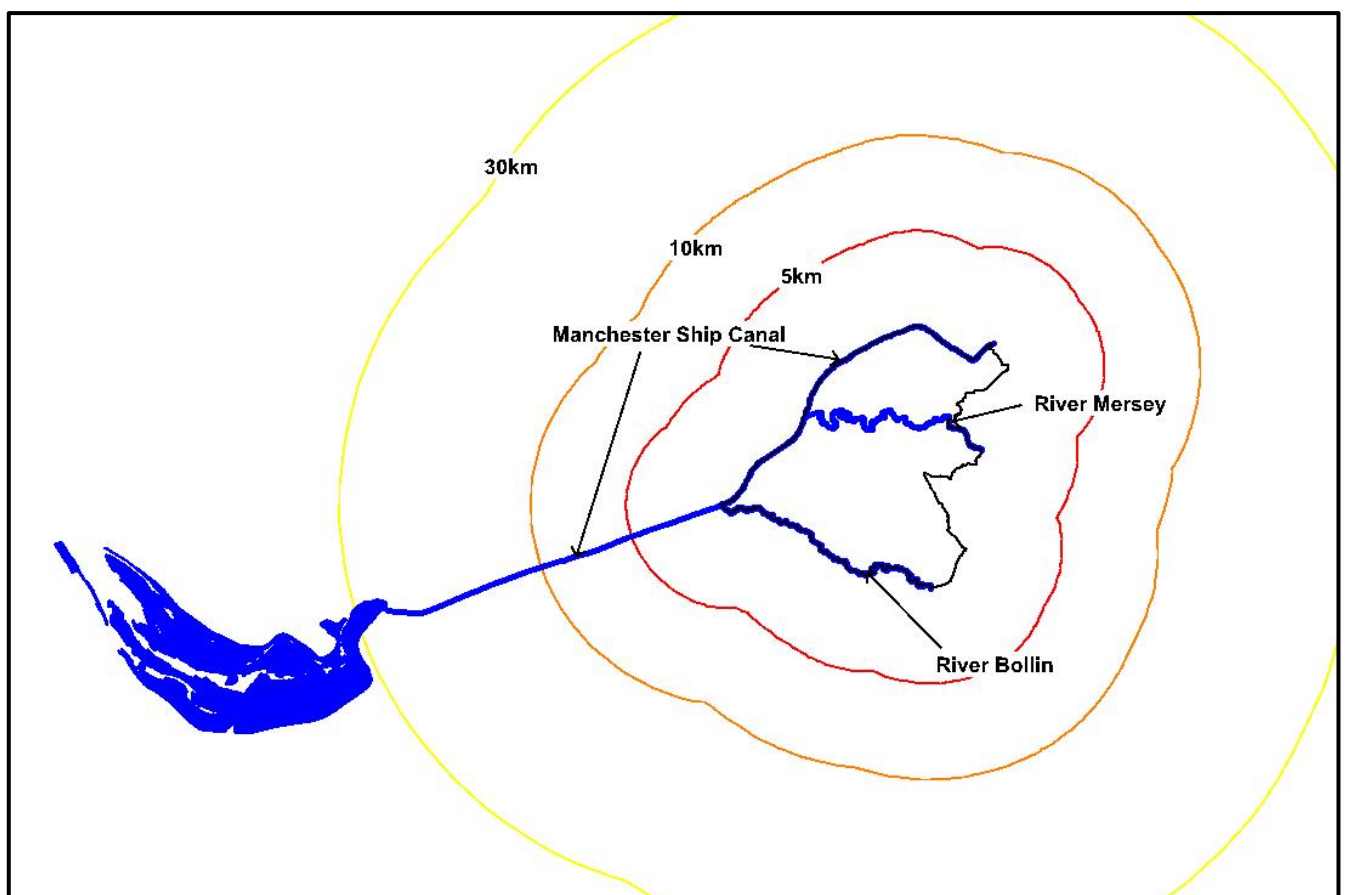 30km
10km
5km
Manchester Ship Canal
River Mersey
River Bollin